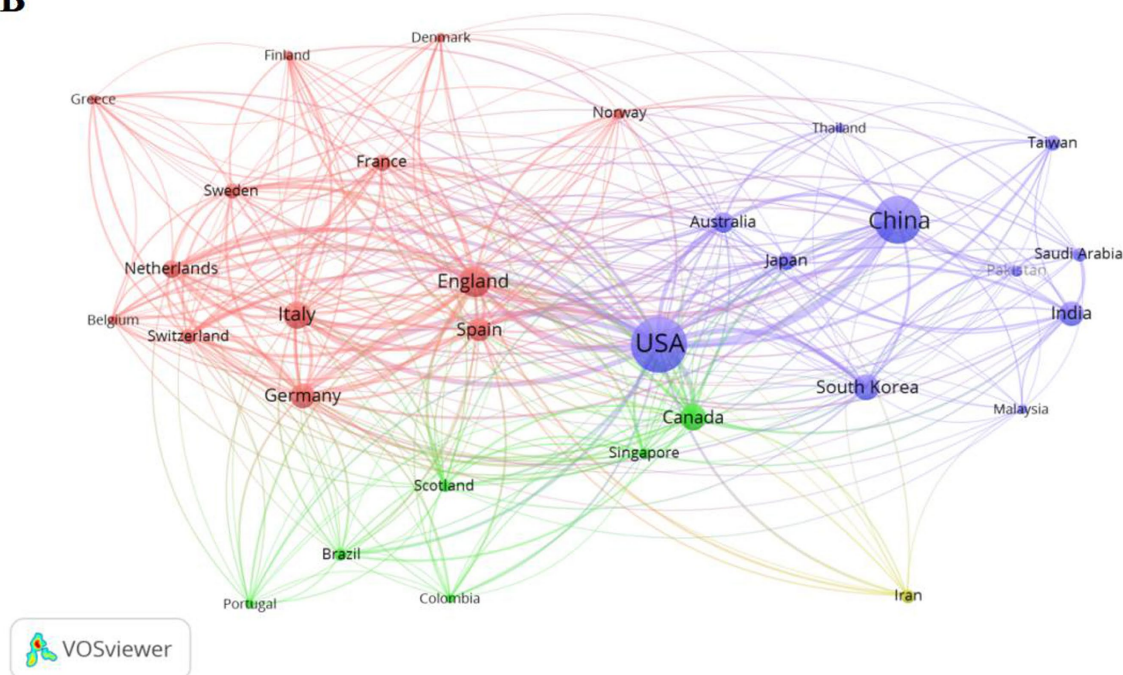 B
Denmark
Finland
Greece
Norway
Thailand
Taiwan
France
Sweden
Australia
China
Saudi Arabia
Japan
Pakistan
Netherlands
England
India
Italy
Belgium
Spain
Switzerland
USA
South Korea
Germany
Malaysia
Canada
Singapore
Scotland
Brazil
Iran
Colombia
Portugal
VOSviewer